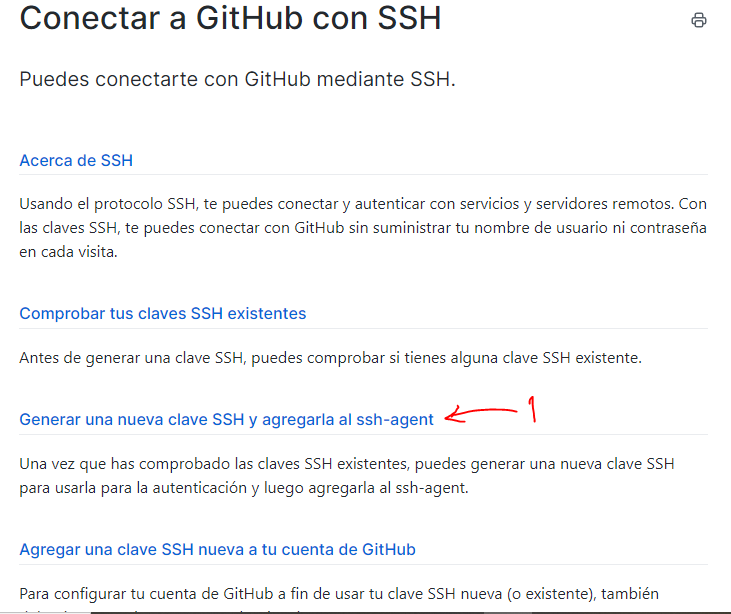 Conectar a GitHub con SSH
Puedes conectarte con GitHub mediante SSH.
Acerca de SSH
Usando el protocolo SSH, te puedes conectar y autenticar con servicios y servidores remotos. Con
las claves SSH, te puedes conectar con GitHub sin suministrar tu nombre de usuario ni contraseña
en cada visita.
Comprobar tus claves SSH existentes
Antes de generar una clave SSH, puedes comprobar si tienes alguna clave SSH existente.
Generar una nueva clave SSH y agregarla al ssh-agent 1
Una vez que has comprobado las claves SSH existentes, puedes generar una nueva clave SSH
para usarla para la autenticación y luego agregarla al ssh-agent.
Agregar una clave SSH nueva a tu cuenta de GitHub
Para configurar tu cuenta de GitHub a fin de usar tu clave SSH nueva (o existente), también